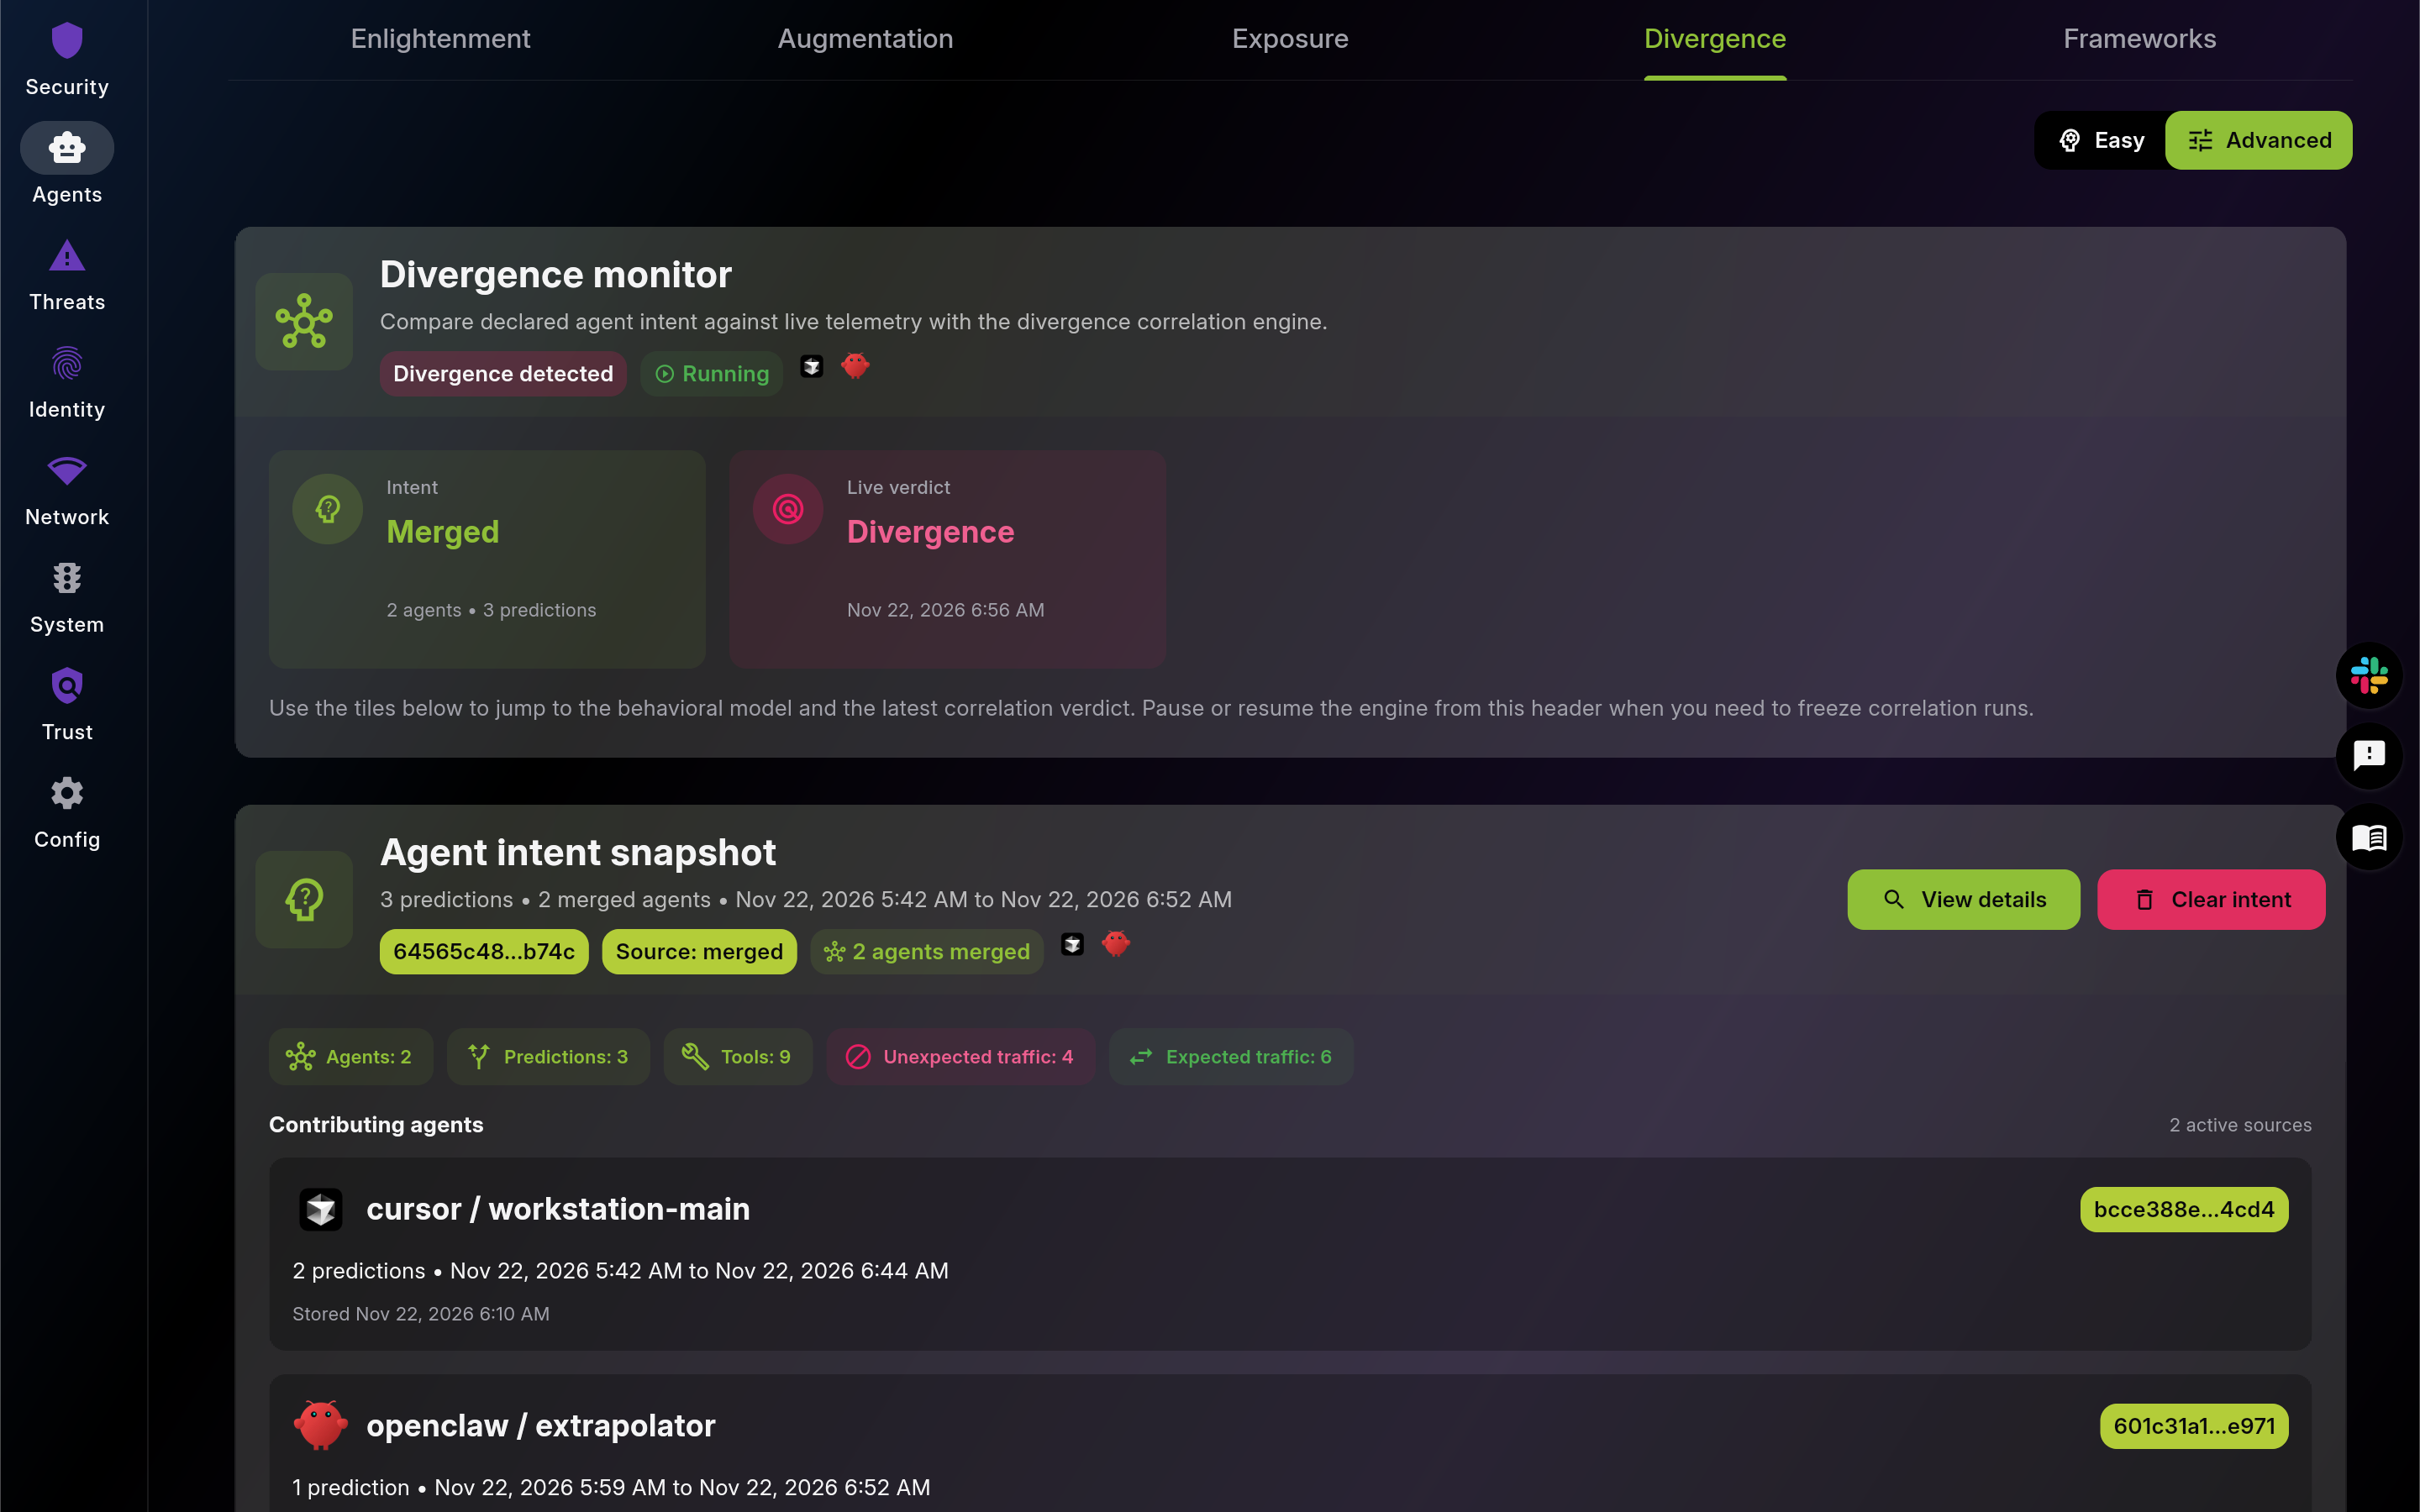 Security
Agents
Threats
Identity
Network
System
Trust
Config
Enlightenment
Augmentation
Exposure
Divergence
Frameworks
Easy
Advanced
Divergence monitor
Compare declared agent intent against live telemetry with the divergence correlation engine.
Divergence detected
Running
Intent
Merged
2 agents • 3 predictions
Live verdict
Divergence
Nov 22, 2026 6:56 AM
Use the tiles below to jump to the behavioral model and the latest correlation verdict. Pause or resume the engine from this header when you need to freeze correlation runs.
Agent intent snapshot
3 predictions • 2 merged agents • Nov 22, 2026 5:42 AM to Nov 22, 2026 6:52 AM
64565c48...b74c
Source: merged
2 agents merged
View details
Clear intent
Agents: 2
Predictions: 3
Tools: 9
Unexpected traffic: 4
Expected traffic: 6
Contributing agents
2 active sources
cursor / workstation-main
bcce388e...4cd4
2 predictions • Nov 22, 2026 5:42 AM to Nov 22, 2026 6:44 AM
Stored Nov 22, 2026 6:10 AM
openclaw / extrapolator
601c31a1...e971
1 prediction • Nov 22, 2026 5:59 AM to Nov 22, 2026 6:52 AM